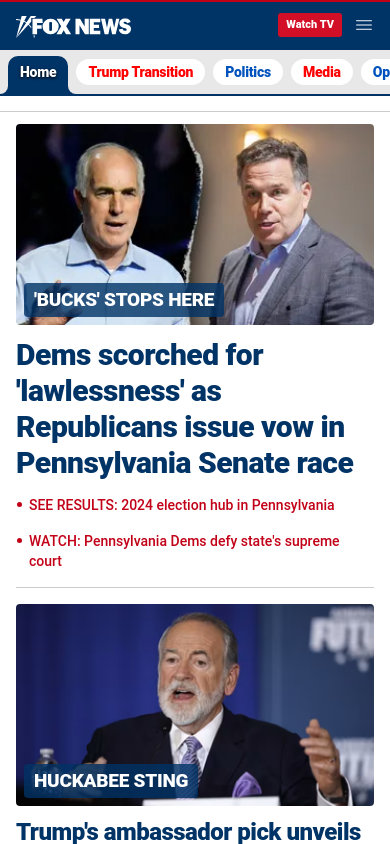 FOX NEWS
Watch TV
Home
Trump Transition
Politics
Media
Op
'BUCKS' STOPS HERE
Dems scorched for
'lawlessness' as
Republicans issue vow in
Pennsylvania Senate race
SEE RESULTS: 2024 election hub in Pennsylvania
WATCH: Pennsylvania Dems defy state's supreme
court
FUTU
HUCKABEE STING
Trump's ambassador pick unveils